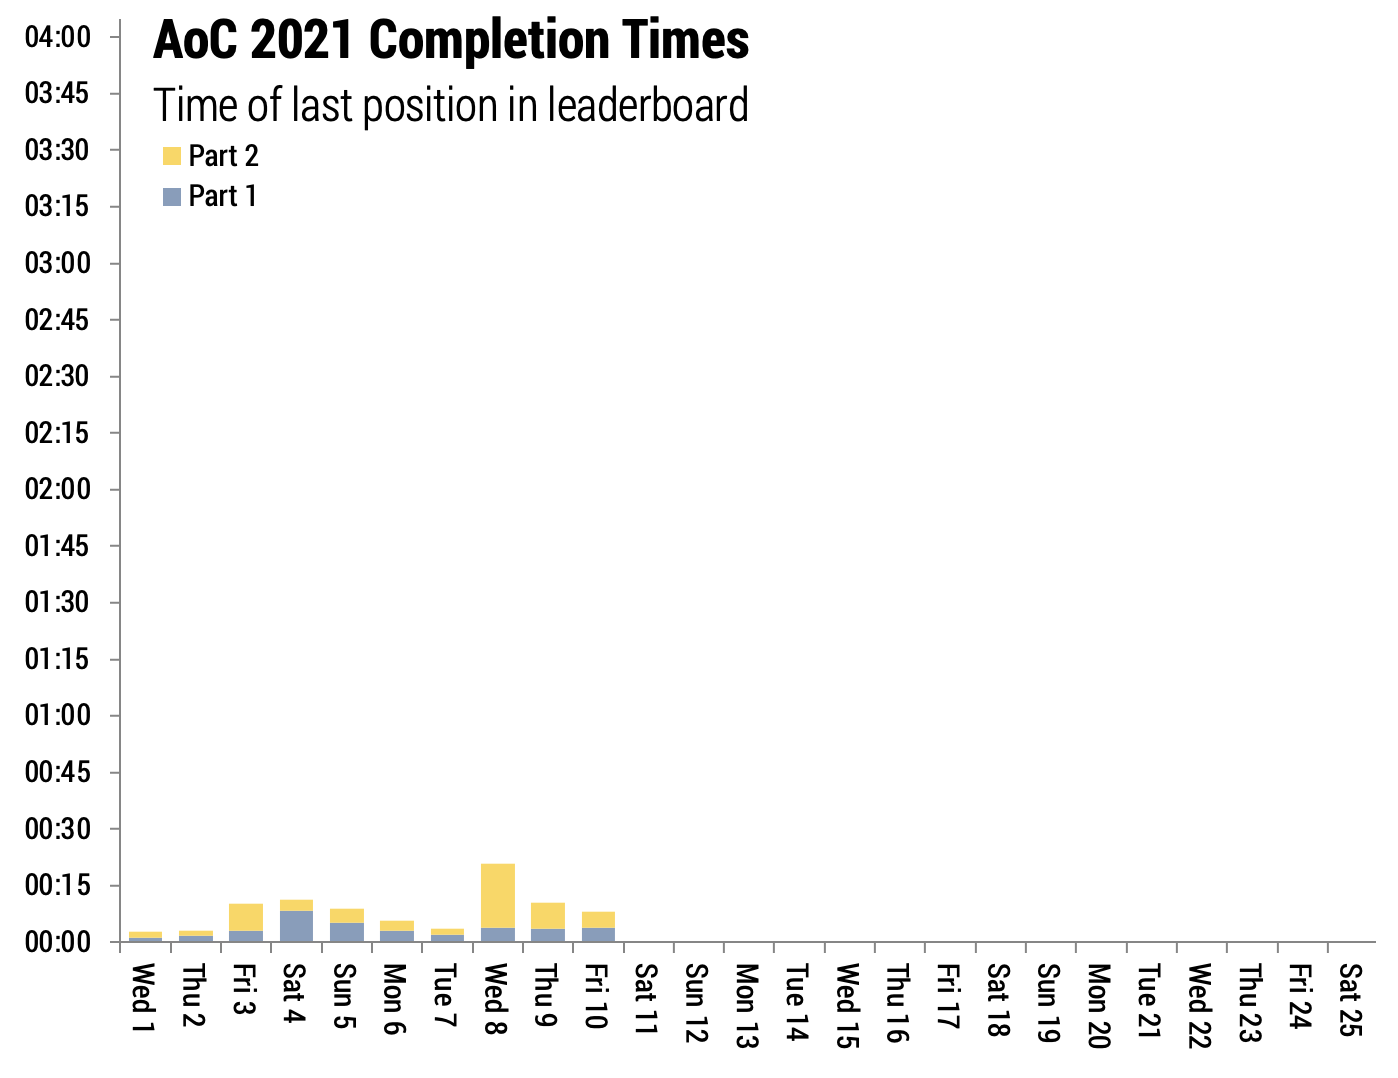 AoC 2021 Completion Times
Time of last position in leaderboard
Part 2
Part 1
04:00
03:45
03:30
03:15
03:00
02:45
02:30
02:15
02:00
01:45
01:30
01:15
01:00
00:45
00:30
00:15
00:00
Wed 1
Thu 2
Fri 3
Sat 4
Sun 5
Mon 6
Tue 7
Wed 8
Thu 9
Fri 10
Sat 11
Sun 12
Mon 13
Tue 14
Wed 15
Thu 16
Fri 17
Sat 18
Sun 19
Mon 20
Tue 21
Wed 22
Thu 23
Fri 24
Sat 25